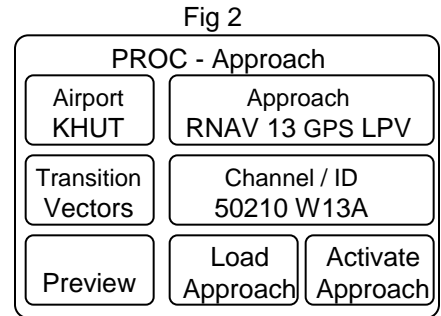 Fig 2
PROC - Approach
Airport
KHUT
Approach
RNAV 13 GPS LPV
Transition
Vectors
Channel / ID
50210 W13A
Preview
Load
Approach
Activate
Approach